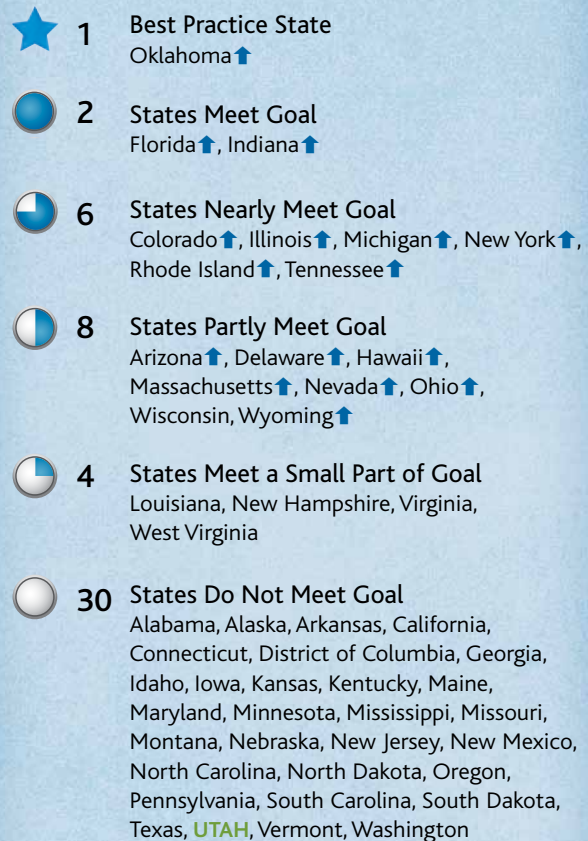 1 Best Practice State
Oklahoma⬆
2 States Meet Goal
Florida⬆, Indiana⬆
6 States Nearly Meet Goal
Colorado⬆, Illinois⬆, Michigan⬆, New York⬆,
Rhode Island⬆, Tennessee⬆
8 States Partly Meet Goal
Arizona⬆, Delaware⬆, Hawaii⬆,
Massachusetts⬆, Nevada⬆, Ohio⬆,
Wisconsin, Wyoming⬆
4 States Meet a Small Part of Goal
Louisiana, New Hampshire, Virginia,
West Virginia
30 States Do Not Meet Goal
Alabama, Alaska, Arkansas, California,
Connecticut, District of Columbia, Georgia,
Idaho, Iowa, Kansas, Kentucky, Maine,
Maryland, Minnesota, Mississippi, Missouri,
Montana, Nebraska, New Jersey, New Mexico,
North Carolina, North Dakota, Oregon,
Pennsylvania, South Carolina, South Dakota,
Texas, UTAH, Vermont, Washington